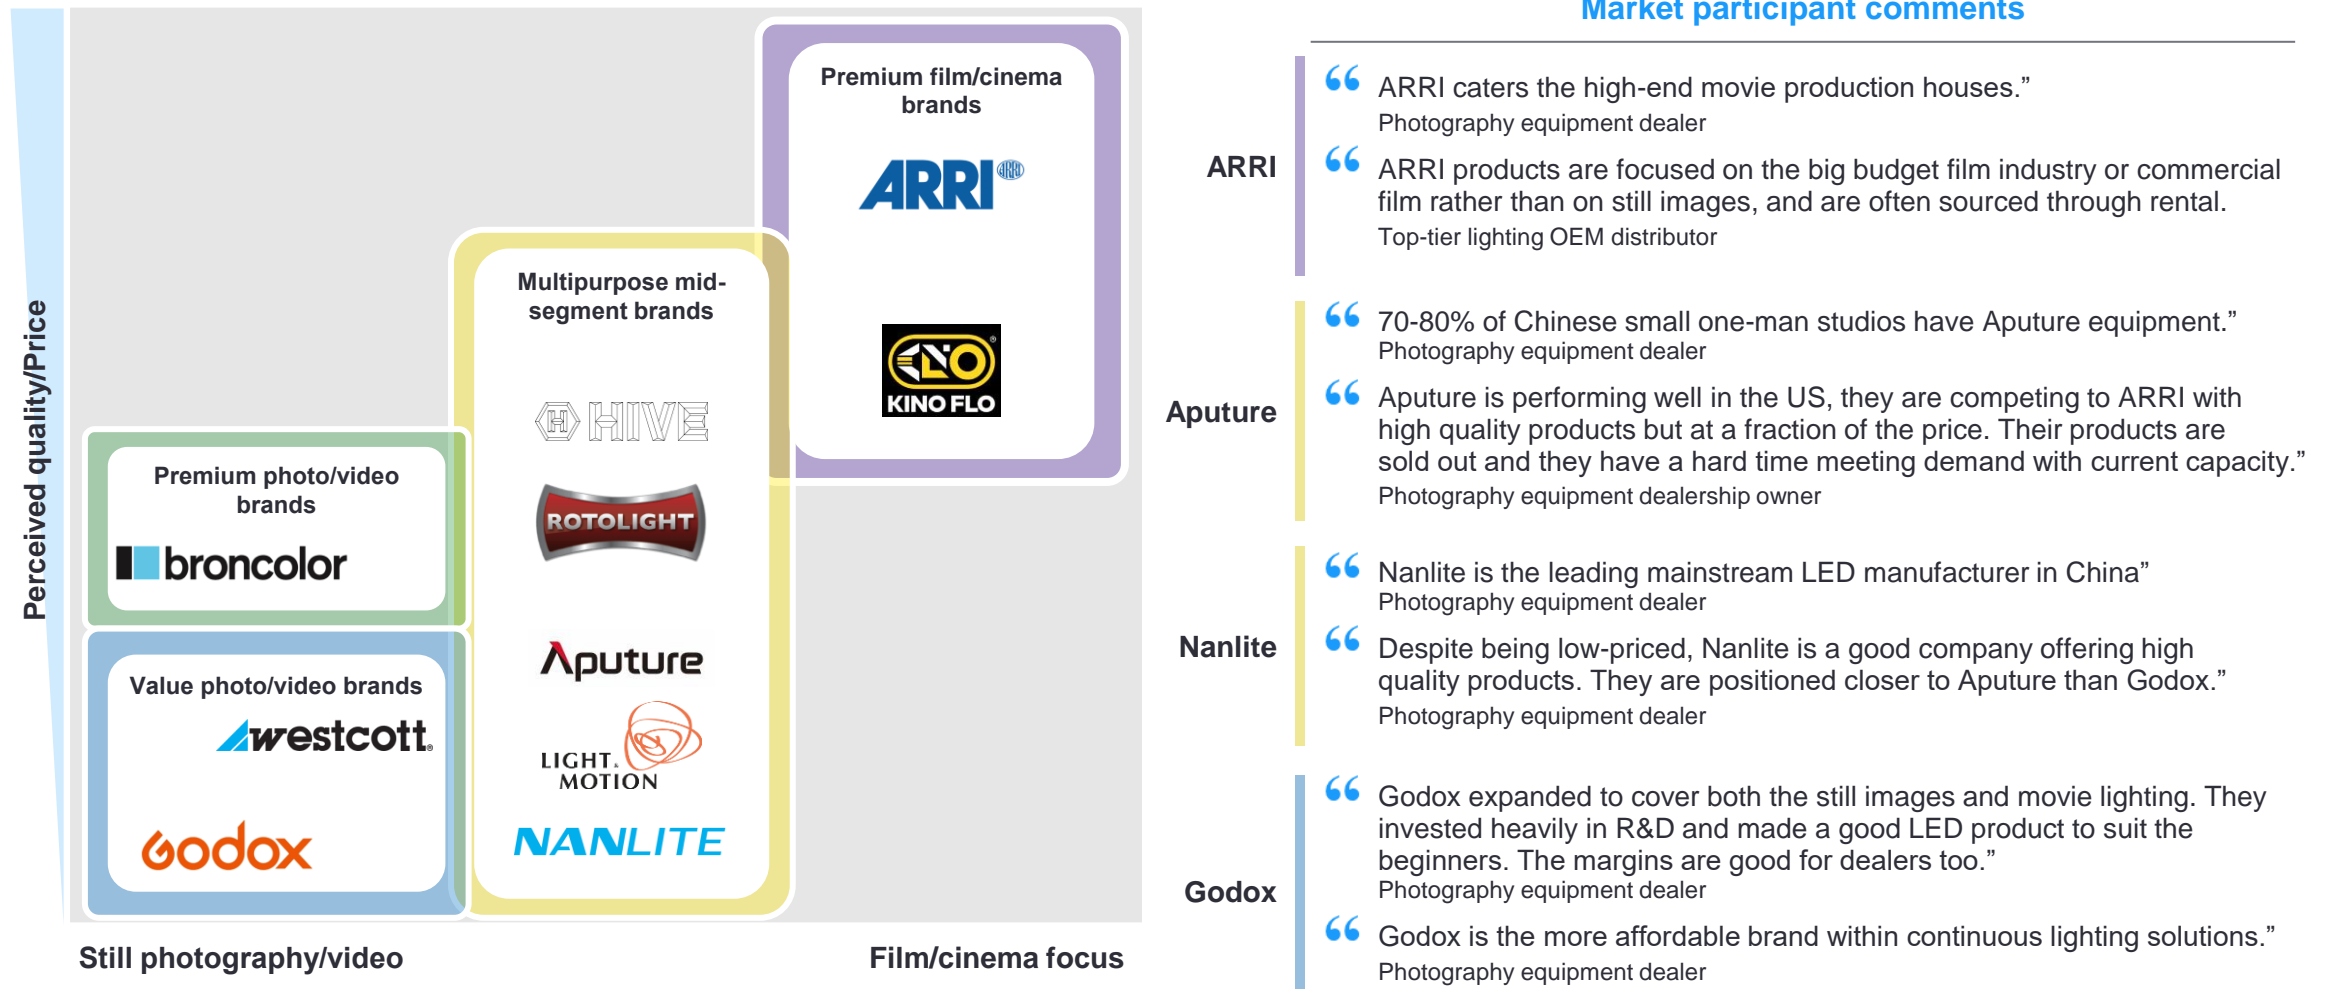 Perceived quality/Price
Premium film/cinema
brands
ARRI
ARRI
KINO FLO
®
Multipurpose mid-
segment brands
H HIVE
ROTOLIGHT
Aputure
LIGHT &
MOTION
NANLITE
Premium photo/video
brands
broncolor
Value photo/video brands
westcott®
Godox
Still photography/video
Film/cinema focus
Market participant comments
ARRI
“ ARRI caters the high-end movie production houses.”
Photography equipment dealer
“ ARRI products are focused on the big budget film industry or commercial
film rather than on still images, and are often sourced through rental.
Top-tier lighting OEM distributor
Aputure
“ 70-80% of Chinese small one-man studios have Aputure equipment.”
Photography equipment dealer
“ Aputure is performing well in the US, they are competing to ARRI with
high quality products but at a fraction of the price. Their products are
sold out and they have a hard time meeting demand with current capacity.”
Photography equipment dealership owner
Nanlite
“ Nanlite is the leading mainstream LED manufacturer in China”
Photography equipment dealer
“ Despite being low-priced, Nanlite is a good company offering high
quality products. They are positioned closer to Aputure than Godox.”
Photography equipment dealer
Godox
“ Godox expanded to cover both the still images and movie lighting. They
invested heavily in R&D and made a good LED product to suit the
beginners. The margins are good for dealers too.”
Photography equipment dealer
“ Godox is the more affordable brand within continuous lighting solutions.”
Photography equipment dealer